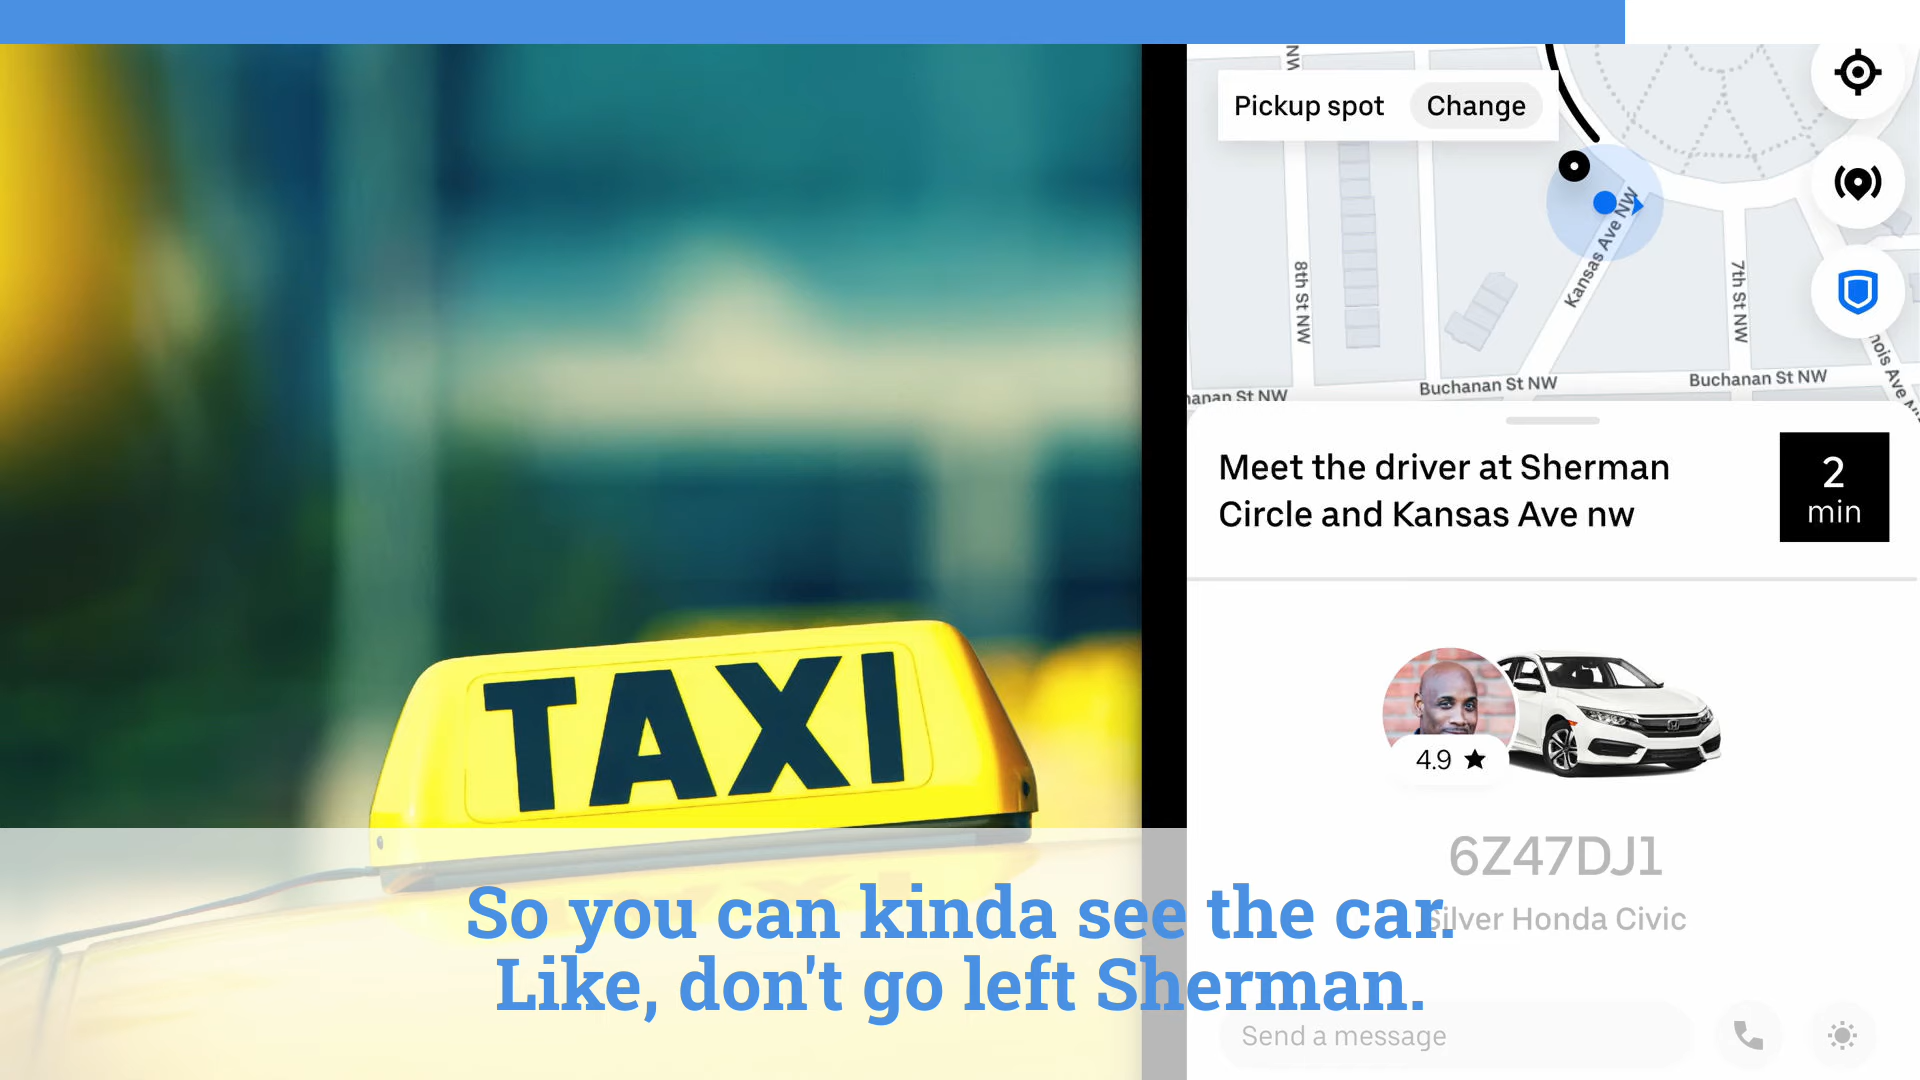 TAXI
NW
Pickup spot Change
8th St NW
Kansas Ave NW
7th St NW
Buchanan St NW
Buchanan St NW
Meet the driver at Sherman
Circle and Kansas Ave nw
2
min
4.9
6Z47DJ1
Silver Honda Civic
So you can kinda see the car.
Like, don't go left Sherman.
Send a message